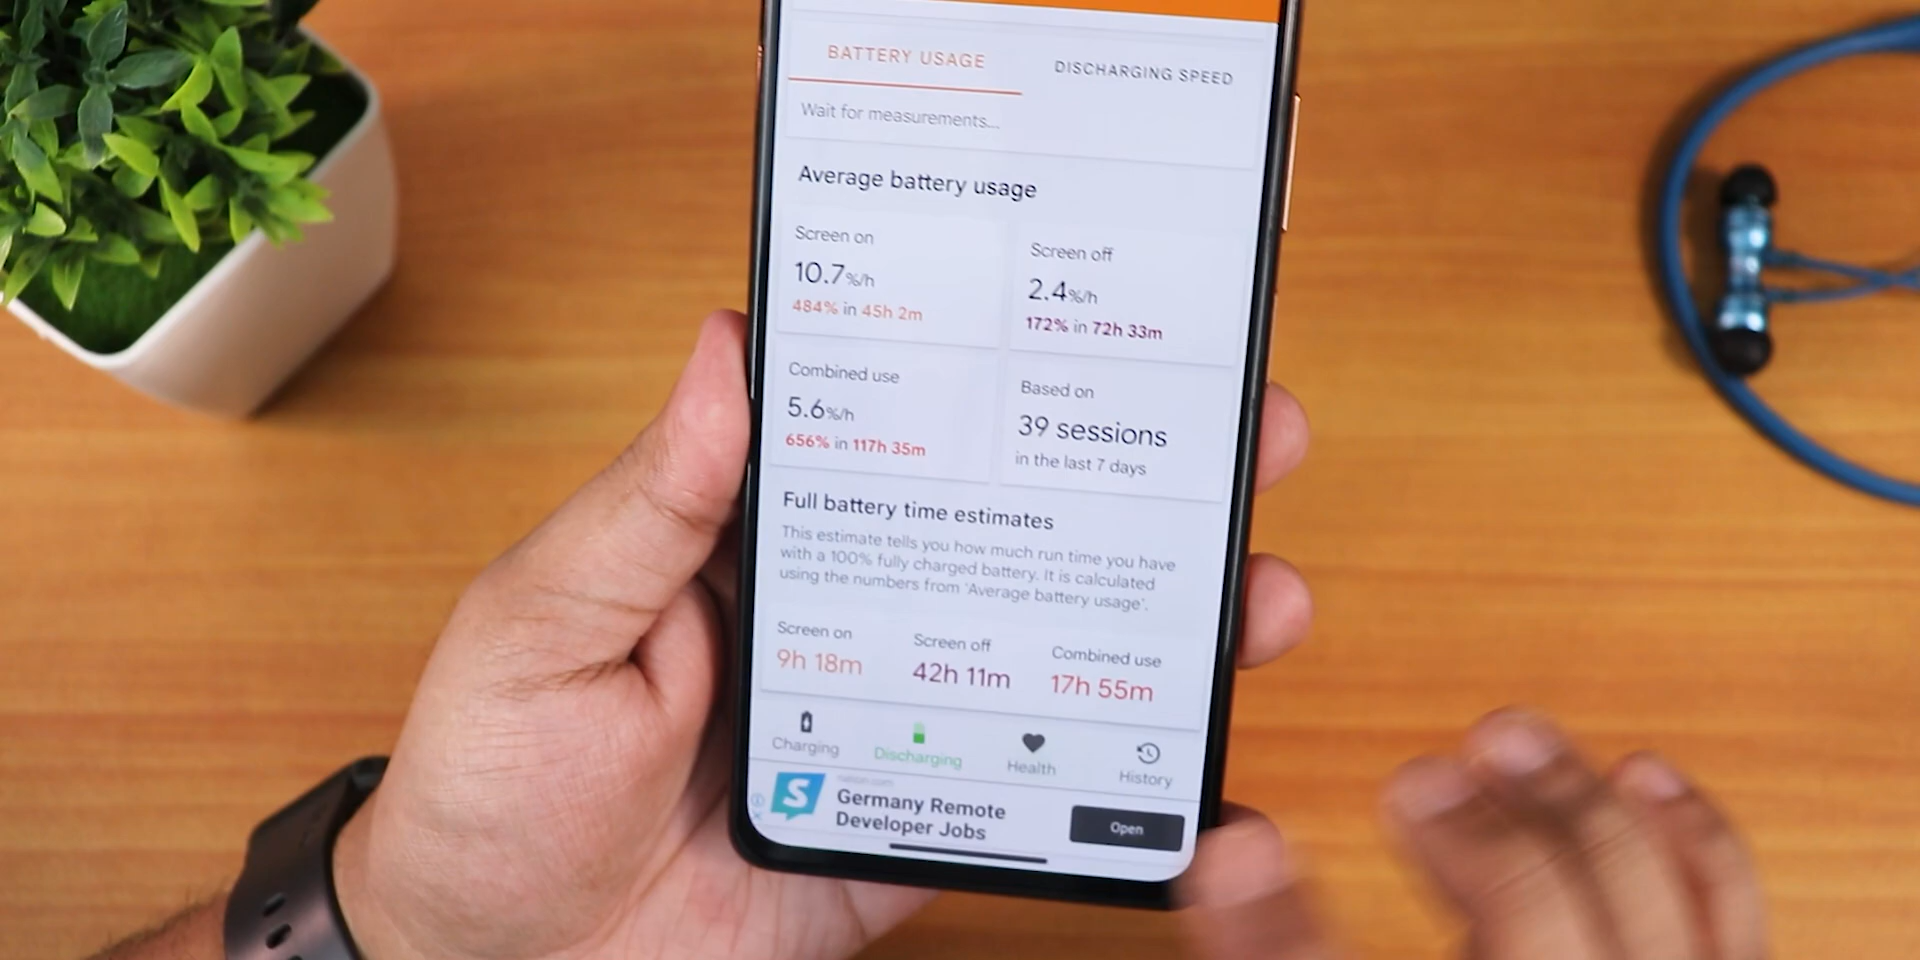 BATTERY USAGE
DISCHARGING SPEED
Wait for measurements...
Average battery usage
Screen on
10.7%/h
484% in 45h 2m
Screen off
2.4%/h
172% in 72h 33m
Combined use
5.6%/h
656% in 117h 35m
Based on
39 sessions
in the last 7 days
Full battery time estimates
This estimate tells you how much run time you have
with a 100% fully charged battery. It is calculated
using the numbers from 'Average battery usage'.
Screen on
9h 18m
Screen off
42h 11m
Combined use
17h 55m
Charging
Discharging
Health
History
S
Germany Remote
Developer Jobs
Open